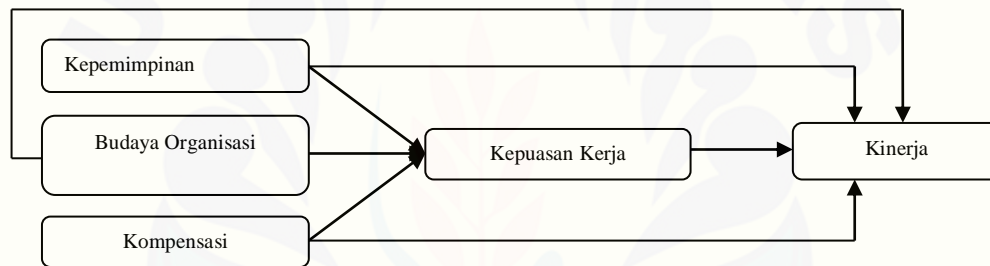 Kepemimpinan
Budaya Organisasi
Kepuasan Kerja
Kinerja
Kompensasi